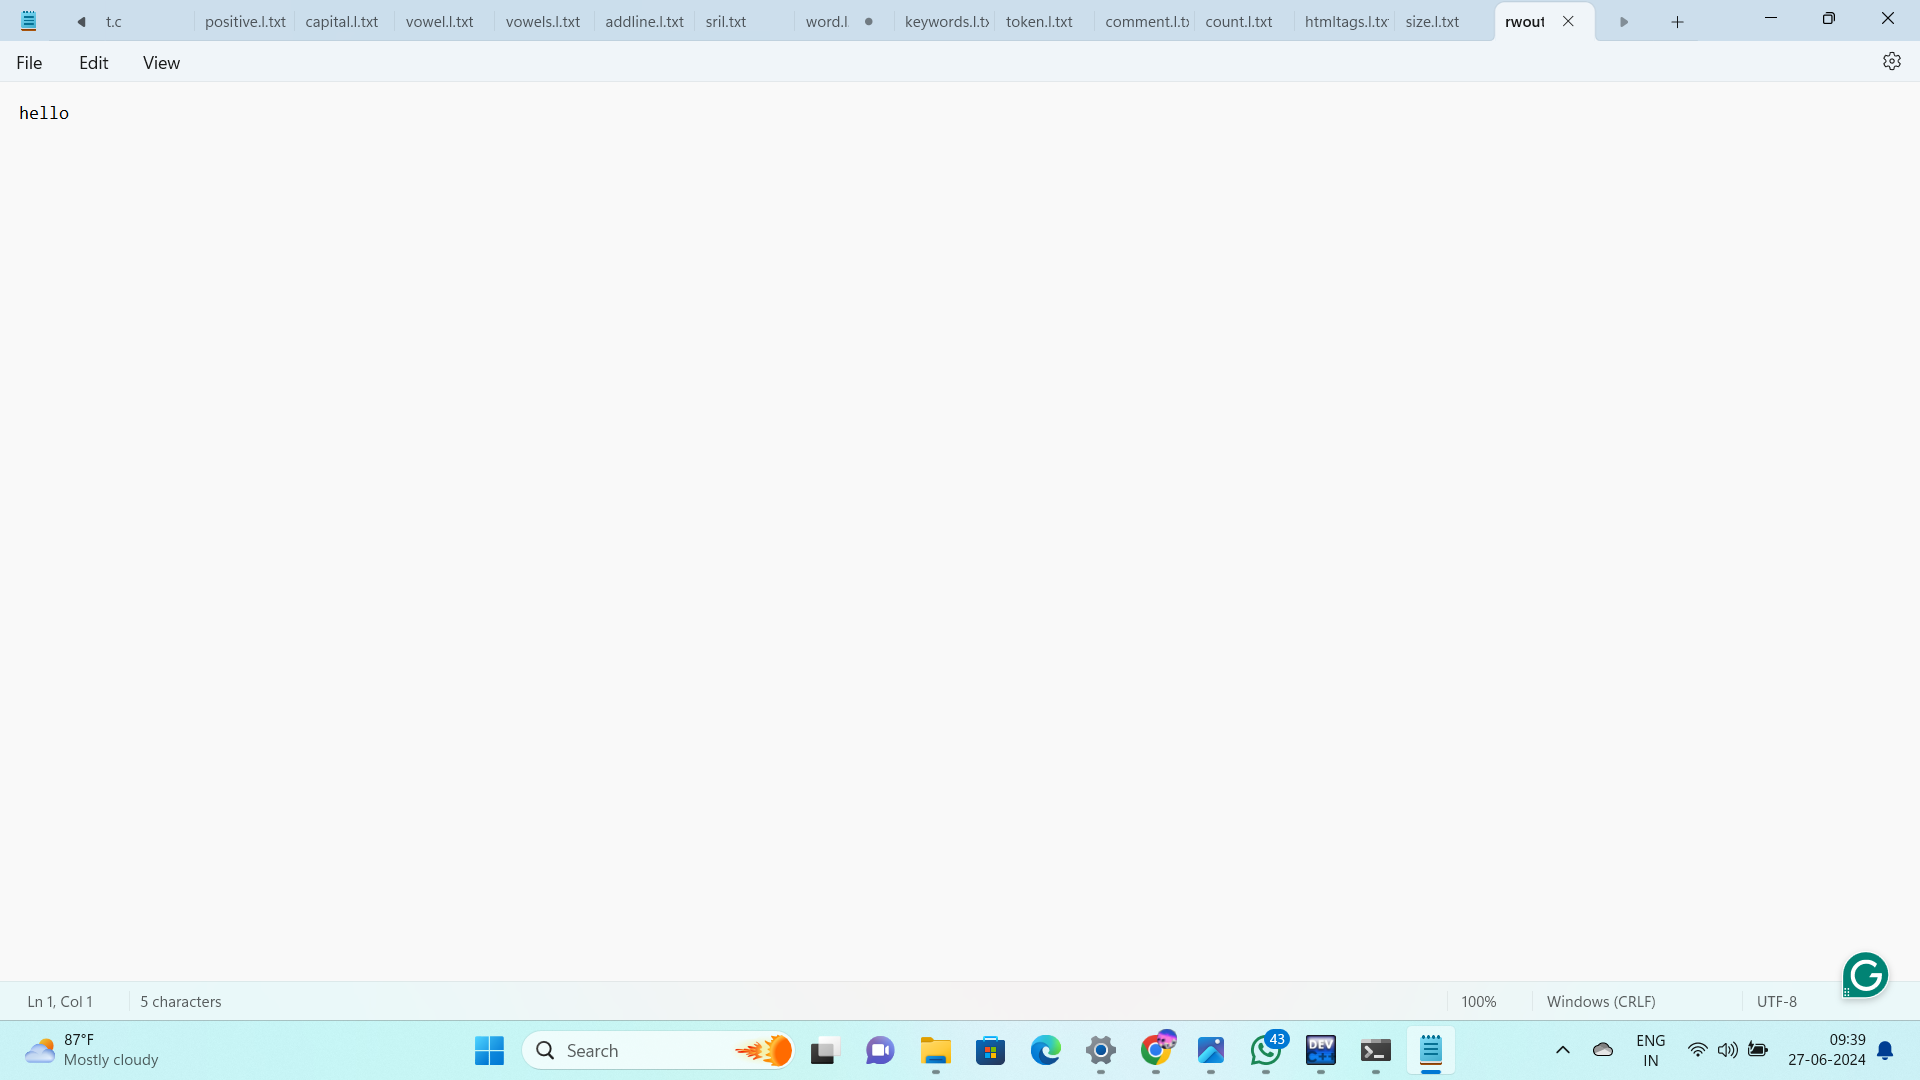 t.c
positive.l.txt
capital.l.txt
vowel.l.txt
vowels.l.txt
addline.l.txt
sril.txt
word.l
keywords.l.tx
token.l.txt
comment.l.tx
count.l.txt
htmltags.l.tx
size.l.txt
rwout
File Edit View
hello
Ln 1, Col 1
5 characters
100%
Windows (CRLF)
UTF-8
87°F
Mostly cloudy
Search
43
DEV
C++
ENG
IN
09:39
27-06-2024